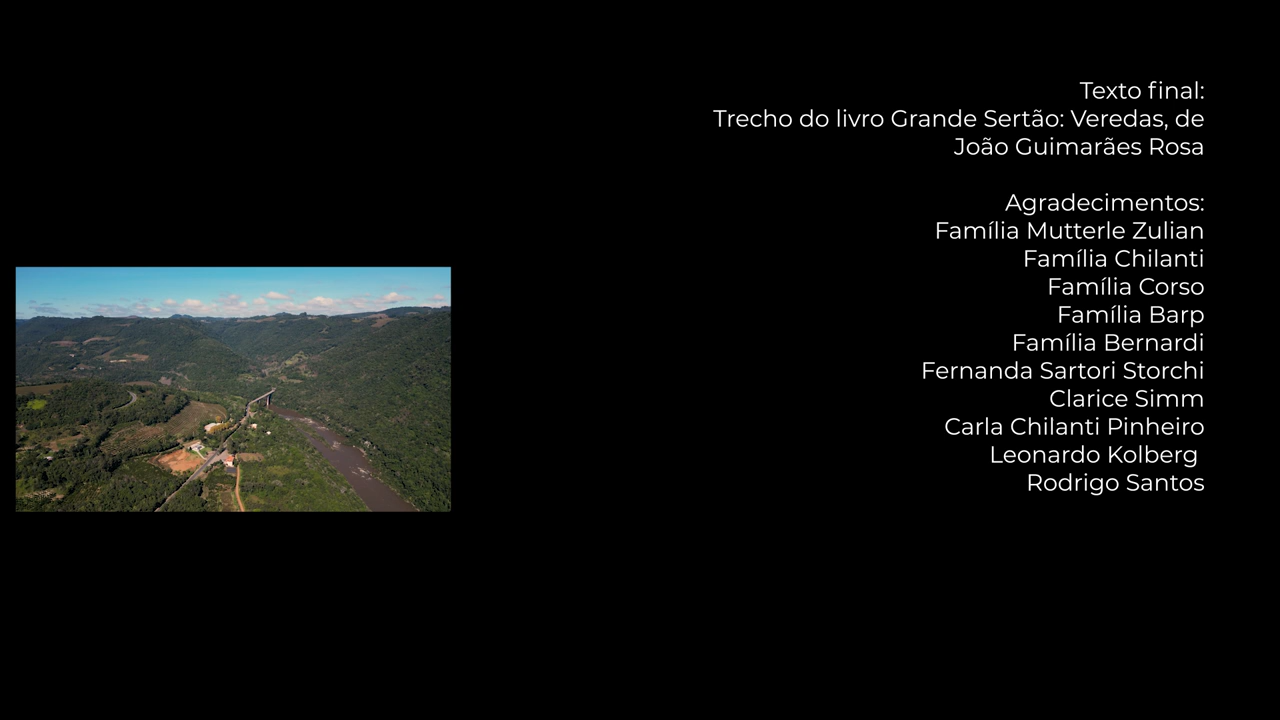 Texto final:
Trecho do livro Grande Sertão: Veredas, de
João Guimarães Rosa
Agradecimentos:
Família Mutterle Zulian
Família Chilanti
Família Corso
Família Barp
Família Bernardi
Fernanda Sartori Storchi
Clarice Simm
Carla Chilanti Pinheiro
Leonardo Kolberg
Rodrigo Santos